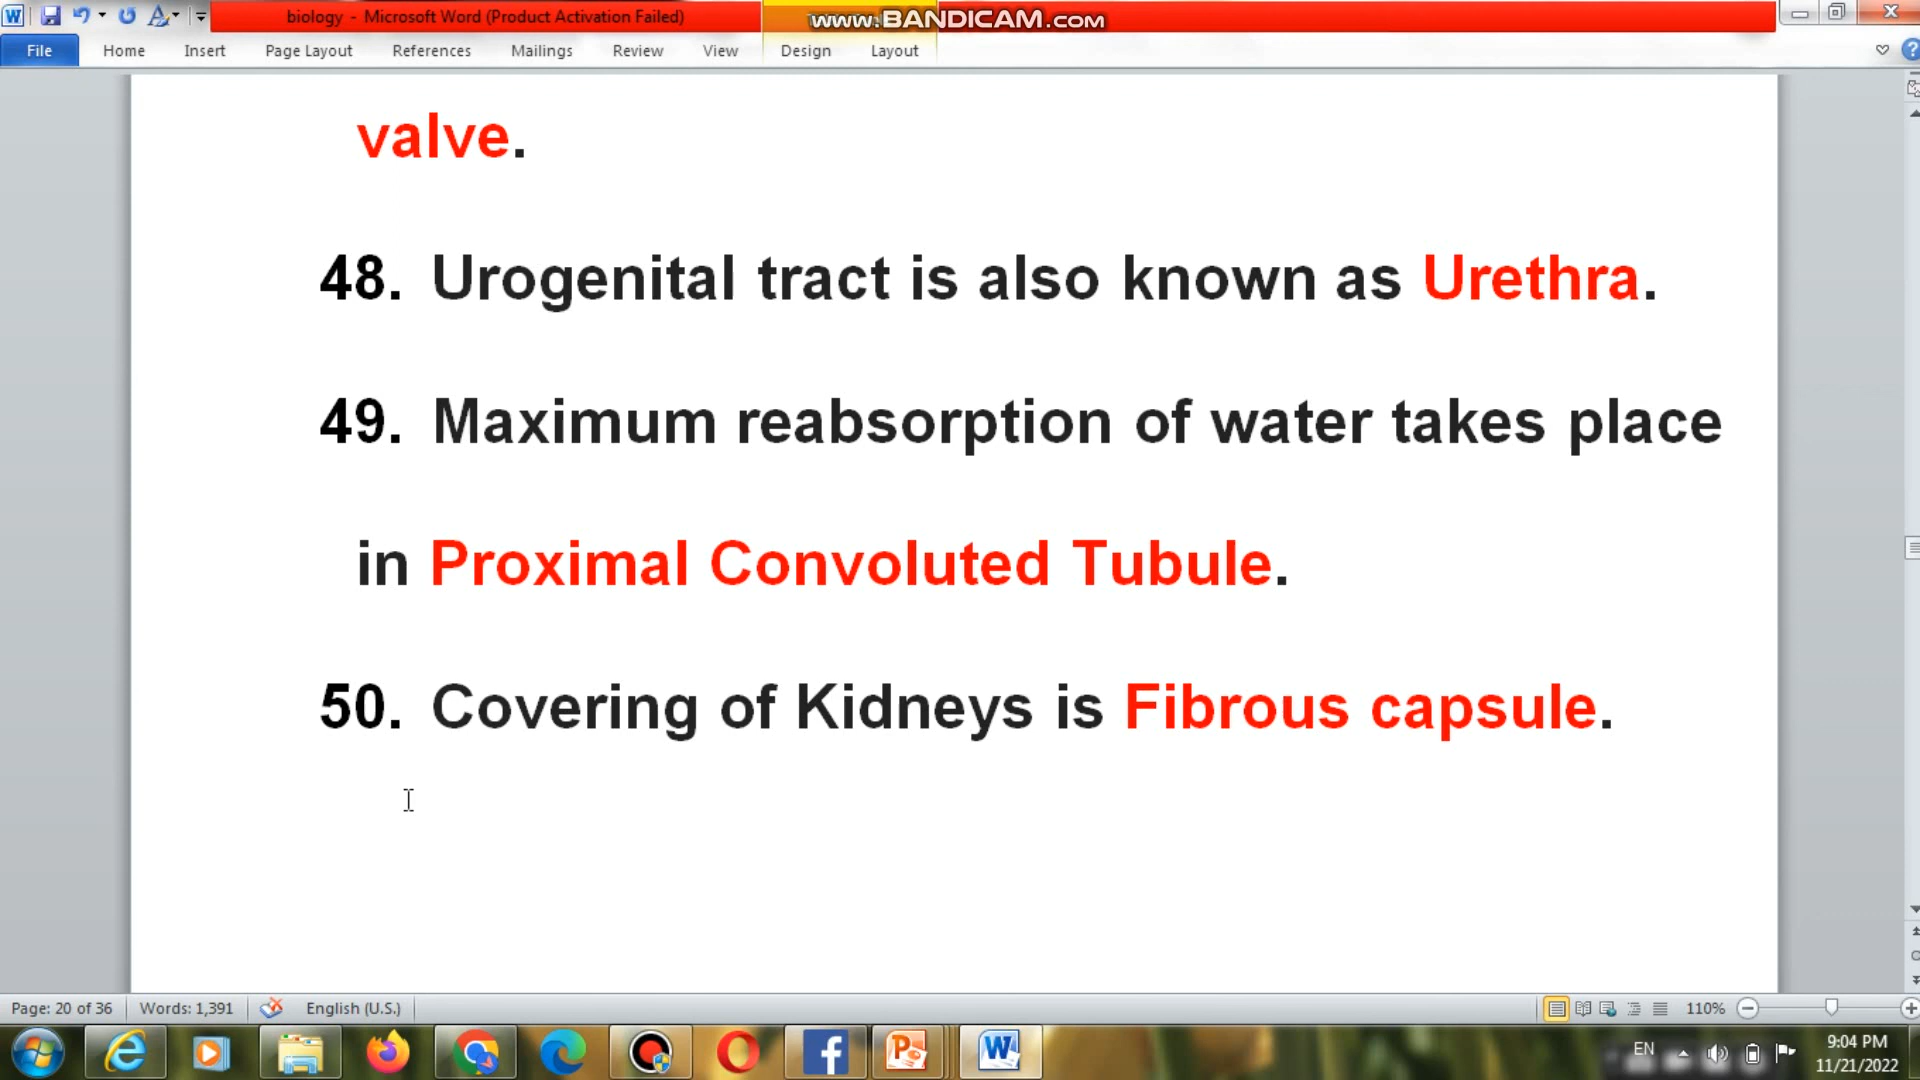 biology - Microsoft Word (Product Activation Failed)
www.BANDICAM.com
File Home Insert Page Layout References Mailings Review View Design Layout
valve.
48. Urogenital tract is also known as Urethra.
49. Maximum reabsorption of water takes place
in Proximal Convoluted Tubule.
50. Covering of Kidneys is Fibrous capsule.
Page: 20 of 36 Words: 1,391 English (U.S.) 110%
EN 9:04 PM
11/21/2022